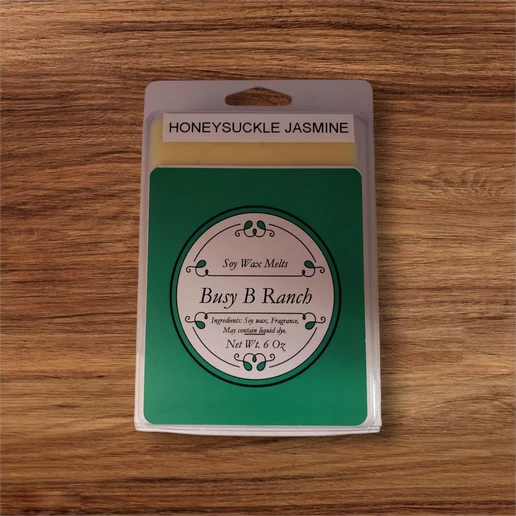 HONEYSUCKLE JASMINE
Soy Wax Melts
Busy B Ranch
Ingredients: Soy wax, Fragrance,
May contain liquid dye.
Net Wt. 6 Oz